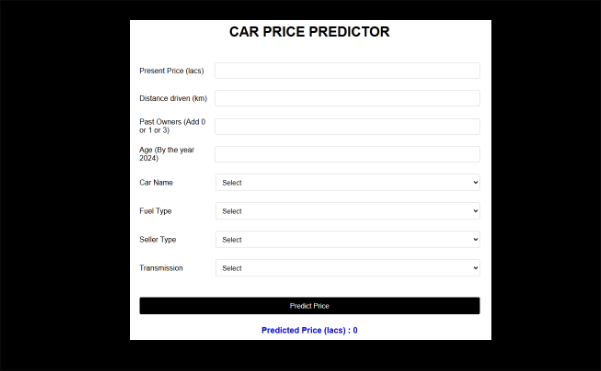 CAR PRICE PREDICTOR
Present Price (lacs)
Distance driven (km)
Past Owners (Add 0
or 1 or 3)
Age (By the year
2024)
Car Name Select
Fuel Type Select
Seller Type Select
Transmission Select
Predict Price
Predicted Price (lacs) : 0